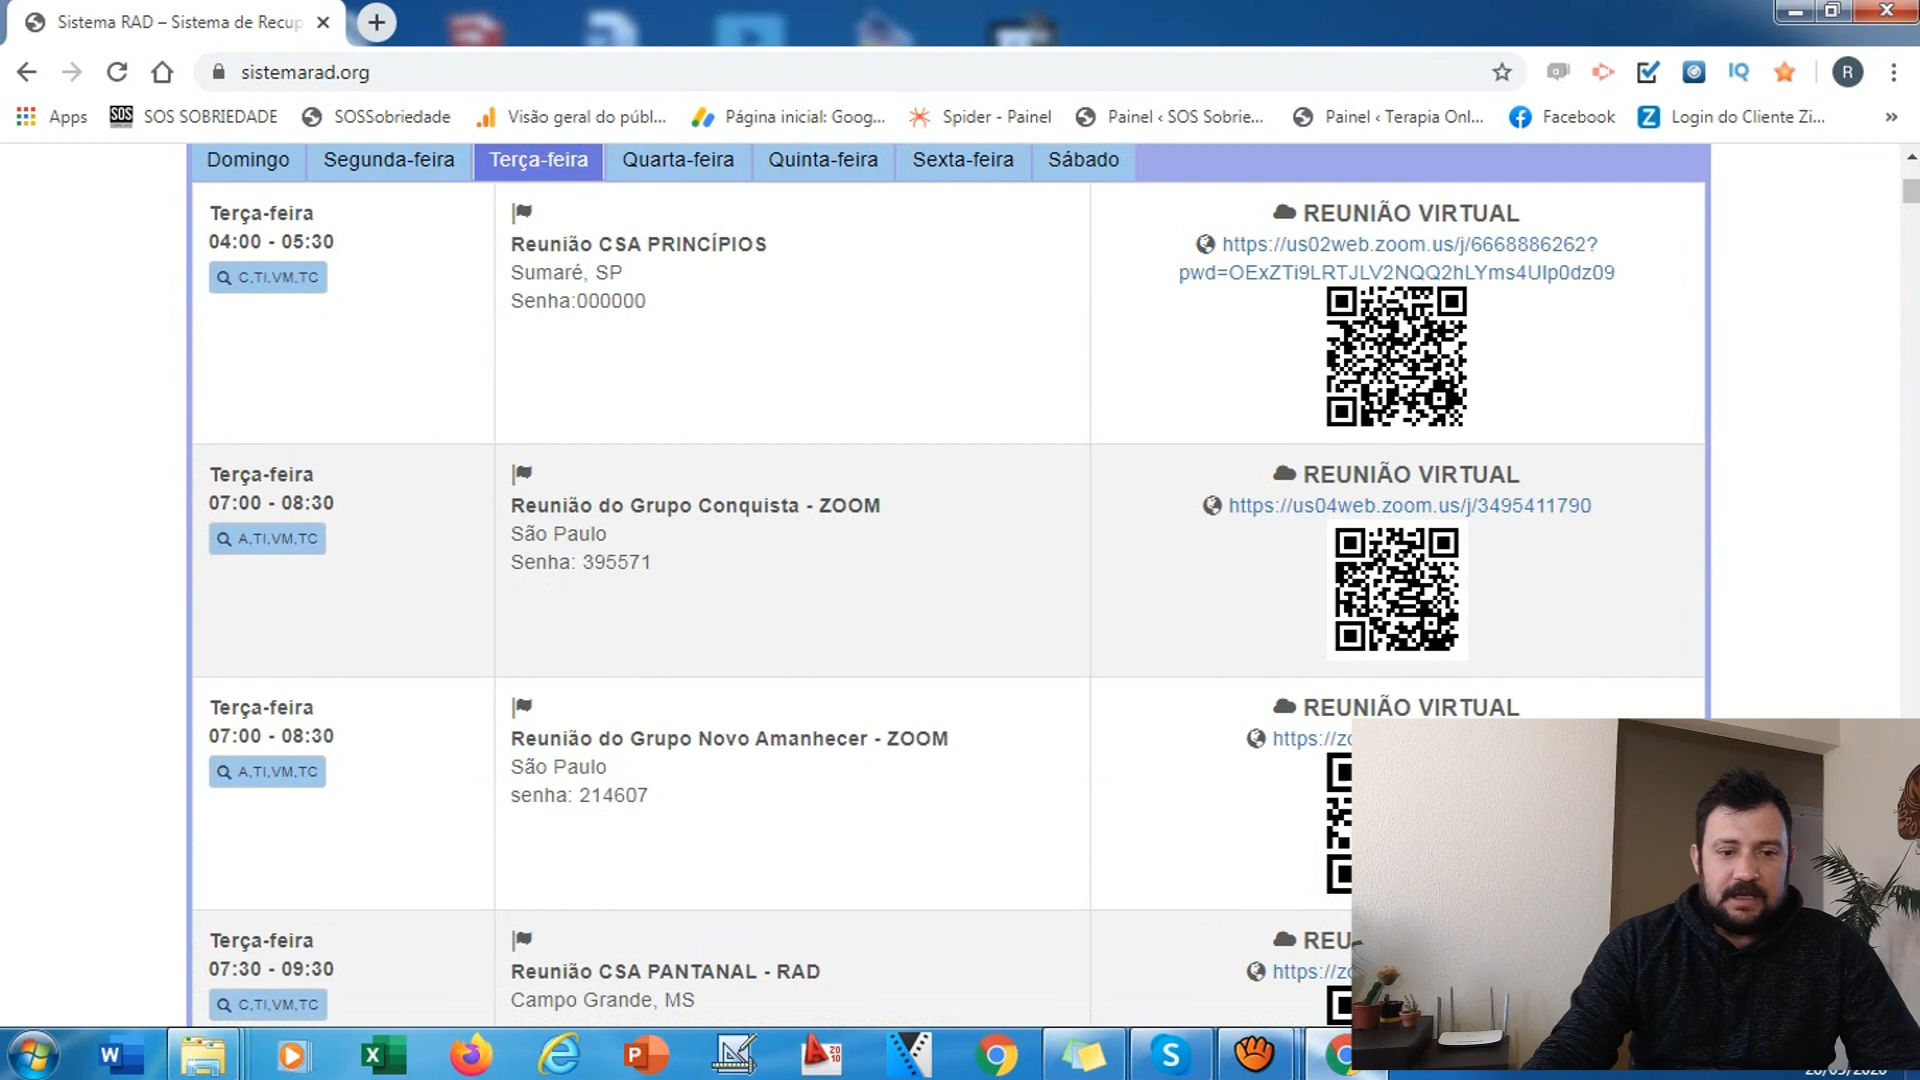 Sistema RAD – Sistema de Recup
sistemarad.org
IQ
R
Apps
SOS
SOS SOBRIEDADE
SOSSobriedade
Visão geral do públ...
Página inicial: Goog...
Spider - Painel
Painel ‹ SOS Sobrie...
Painel ‹ Terapia Onl...
Facebook
Z
Login do Cliente Zi...
»
Domingo
Segunda-feira
Terça-feira
Quarta-feira
Quinta-feira
Sexta-feira
Sábado
Terça-feira
04:00 - 05:30
C,TI,VM,TC
Reunião CSA PRINCÍPIOS
Sumaré, SP
Senha:000000
REUNIÃO VIRTUAL
https://us02web.zoom.us/j/6668886262?
pwd=OExZTi9LRTJLV2NQQ2hLYms4UIp0dz09
Terça-feira
07:00 - 08:30
A,TI,VM,TC
Reunião do Grupo Conquista - ZOOM
São Paulo
Senha: 395571
REUNIÃO VIRTUAL
https://us04web.zoom.us/j/3495411790
Terça-feira
07:00 - 08:30
A,TI,VM,TC
Reunião do Grupo Novo Amanhecer - ZOOM
São Paulo
senha: 214607
REUNIÃO VIRTUAL
https://zo
Terça-feira
07:30 - 09:30
C,TI,VM,TC
Reunião CSA PANTANAL - RAD
Campo Grande, MS
REU
https://zo
W
X
P
A
2010
S